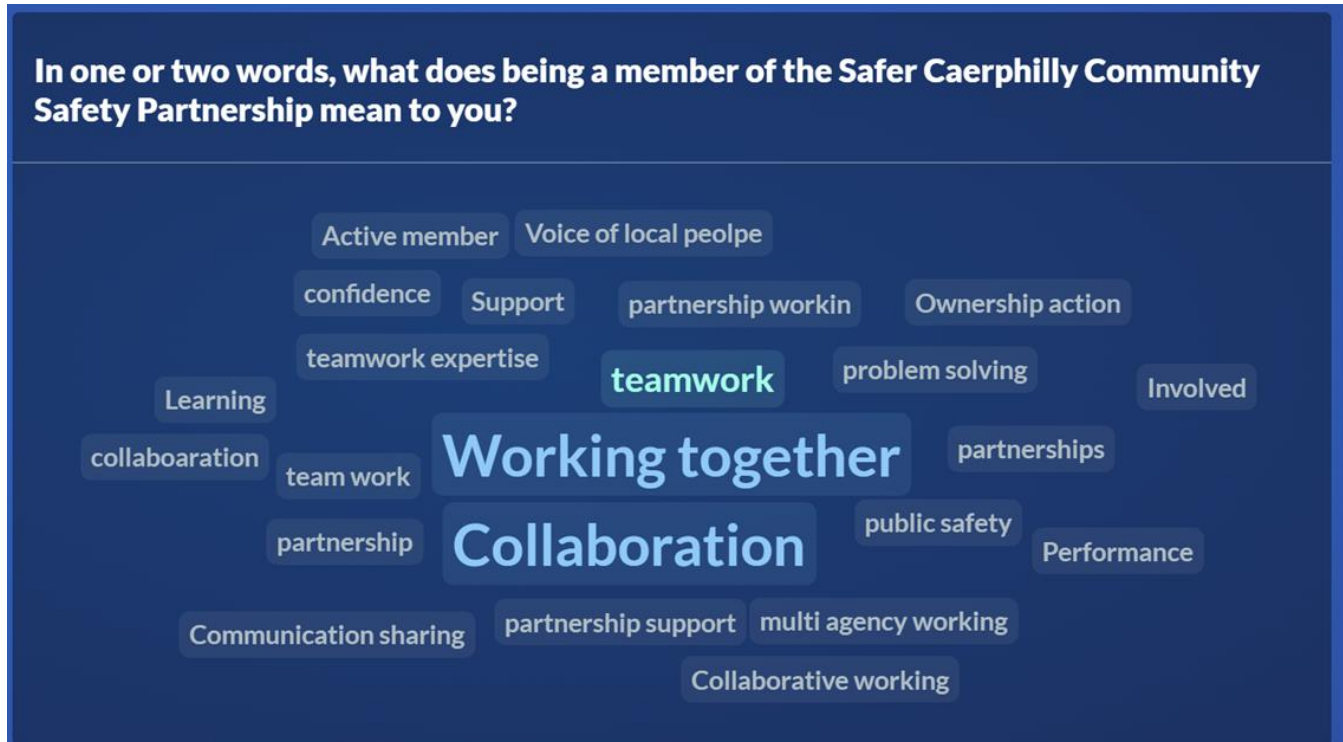 In one or two words, what does being a member of the Safer Caerphilly Community
Safety Partnership mean to you?
Active member
Voice of local peolpe
confidence
Support
partnership workin
Ownership action
teamwork expertise
teamwork
problem solving
Involved
Learning
Working together
partnerships
collaboaration
team work
public safety
partnership
Collaboration
Performance
Communication sharing
partnership support
multi agency working
Collaborative working